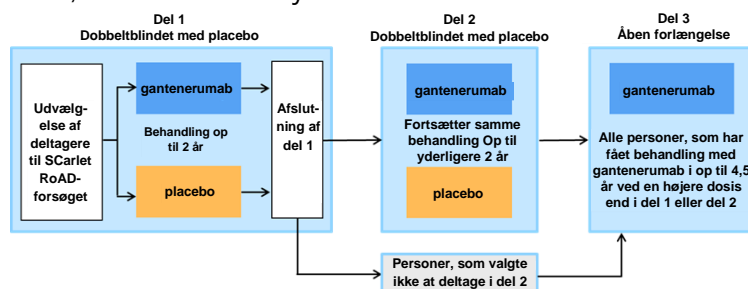 Del 1
Dobbeltblindet med placebo
Udvælg-
else af
deltagere
til SCarlet
RoAD-
forsøget
gantenerumab
Behandling op
til 2 år
placebo
Afslut-
ning af
del 1
Del 2
Dobbeltblindet med placebo
gantenerumab
Fortsætter samme
behandling Op til
yderligere 2 år
placebo
Personer, som valgte
ikke at deltage i del 2
Del 3
Åben forlængelse
gantenerumab
Alle personer, som har
fået behandling med
gantenerumab i op til 4,5
år ved en højere dosis
end i del 1 eller del 2